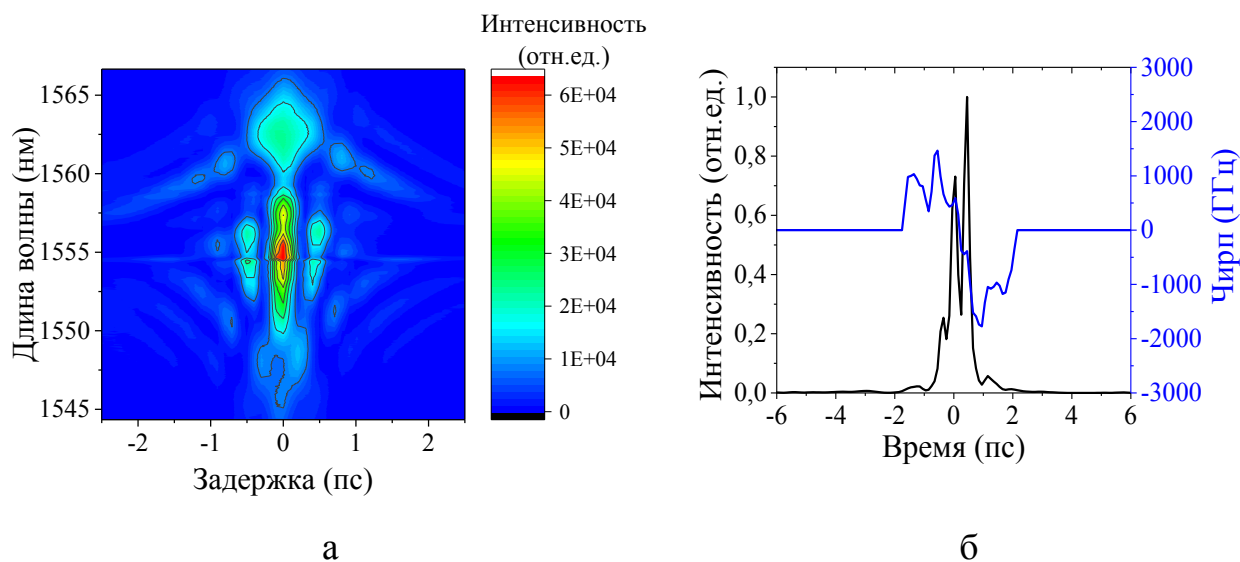 Интенсивность
(отн.ед.)
1565
1560
1555
1550
1545
Длина волны (нм)
-2 -1 0 1 2
Задержка (пс)
6E+04
5E+04
4E+04
3E+04
2E+04
1E+04
0
а
1,0
0,8
0,6
0,4
0,2
0,0
Интенсивность (отн.ед.)
-6 -4 -2 0 2 4 6
Время (пс)
3000
2000
1000
0
-1000
-2000
-3000
Чирп (ГГц)
б